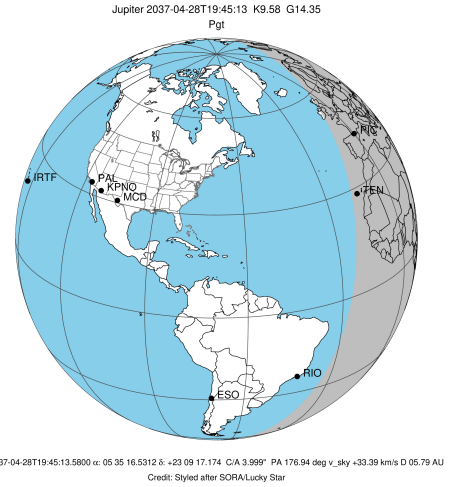 Jupiter 2037-04-28T19:45:13 K9.58 G14.35
Pgt
PIC
IRTF
PAL
KPNO
MCD
TEN
RIO
ESO
37-04-28T19:45:13.5800 α: 05 35 16.5312 δ: +23 09 17.174 C/A 3.999" PA 176.94 deg v_sky +33.39 km/s D 05.79 AU
Credit: Styled after SORA/Lucky Star